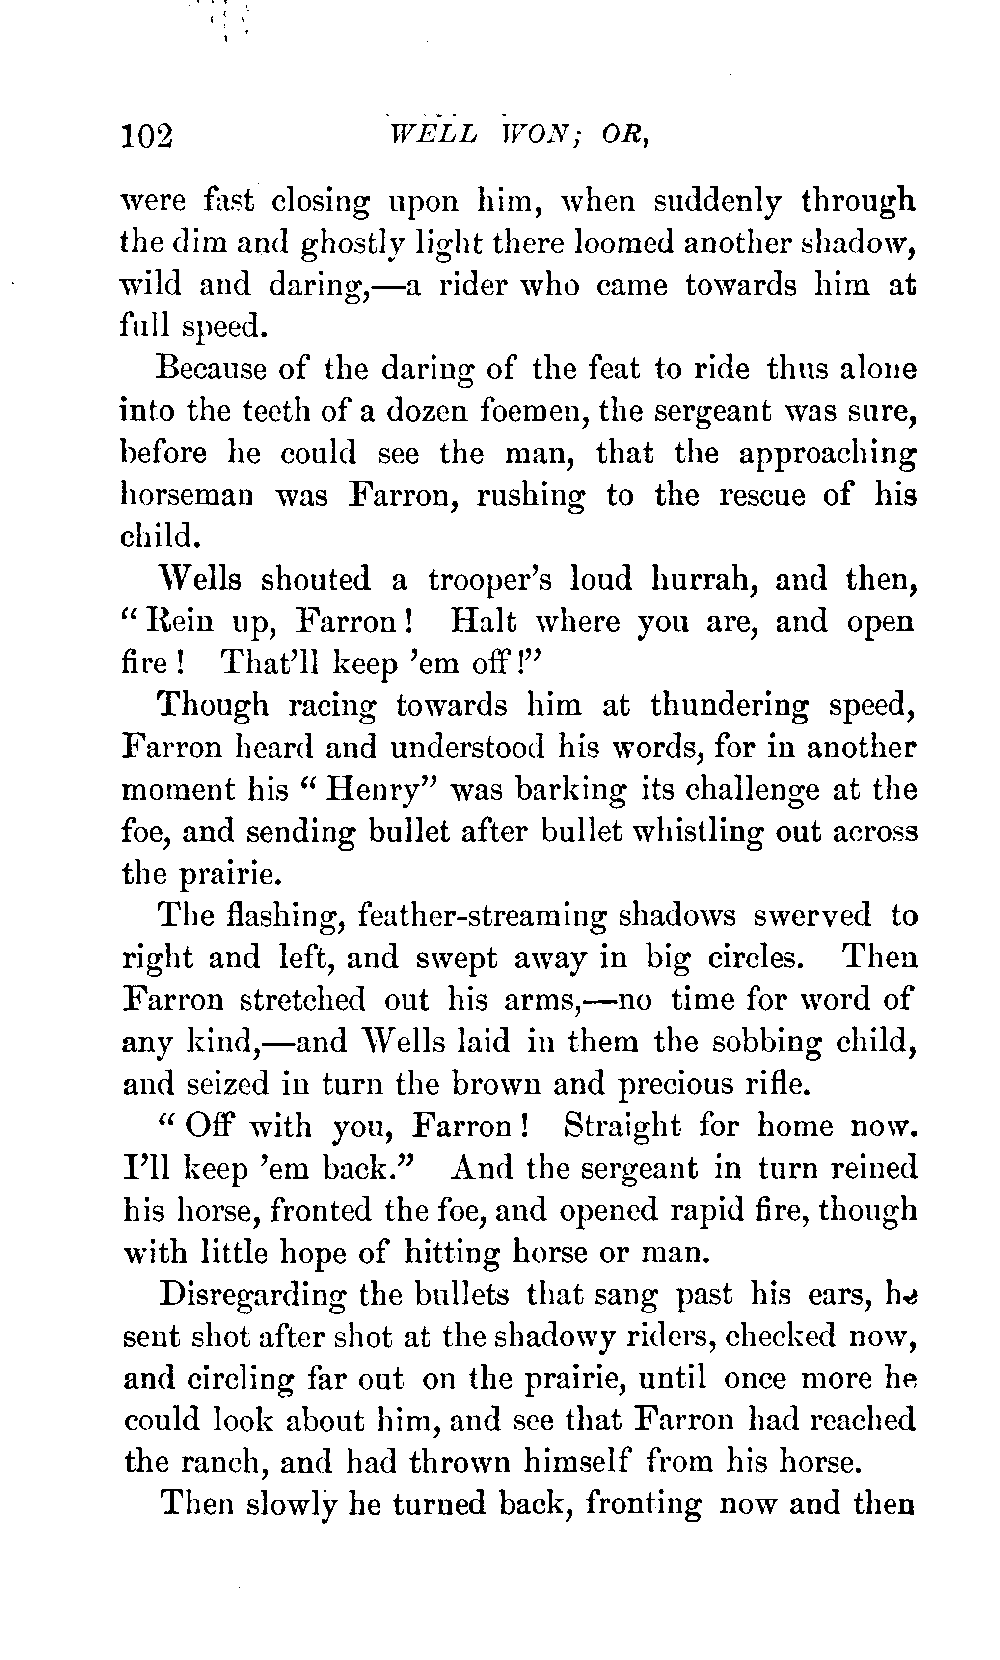 102 WELL WON; OR,
were fast closing upon him, when suddenly through
the dim and ghostly light there loomed another shadow,
wild and daring,—a rider who came towards him at
full speed.
Because of the daring of the feat to ride thus alone
into the teeth of a dozen foemen, the sergeant was sure,
before he could see the man, that the approaching
horseman was Farron, rushing to the rescue of his
child.
Wells shouted a trooper's loud hurrah, and then,
“Rein up, Farron! Halt where you are, and open
fire! That'll keep 'em off!”
Though racing towards him at thundering speed,
Farron heard and understood his words, for in another
moment his “Henry” was barking its challenge at the
foe, and sending bullet after bullet whistling out across
the prairie.
The flashing, feather-streaming shadows swerved to
right and left, and swept away in big circles. Then
Farron stretched out his arms,—no time for word of
any kind,—and Wells laid in them the sobbing child,
and seized in turn the brown and precious rifle.
“Off with you, Farron! Straight for home now.
I'll keep 'em back.” And the sergeant in turn reined
his horse, fronted the foe, and opened rapid fire, though
with little hope of hitting horse or man.
Disregarding the bullets that sang past his ears, he
sent shot after shot at the shadowy riders, checked now,
and circling far out on the prairie, until once more he
could look about him, and see that Farron had reached
the ranch, and had thrown himself from his horse.
Then slowly he turned back, fronting now and then